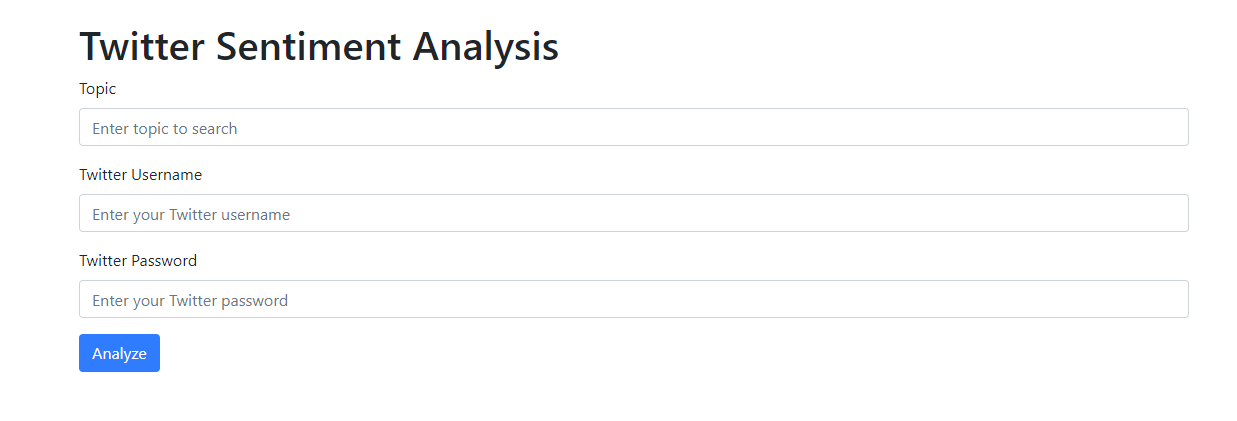 Twitter Sentiment Analysis
Topic
Enter topic to search
Twitter Username
Enter your Twitter username
Twitter Password
Enter your Twitter password
Analyze